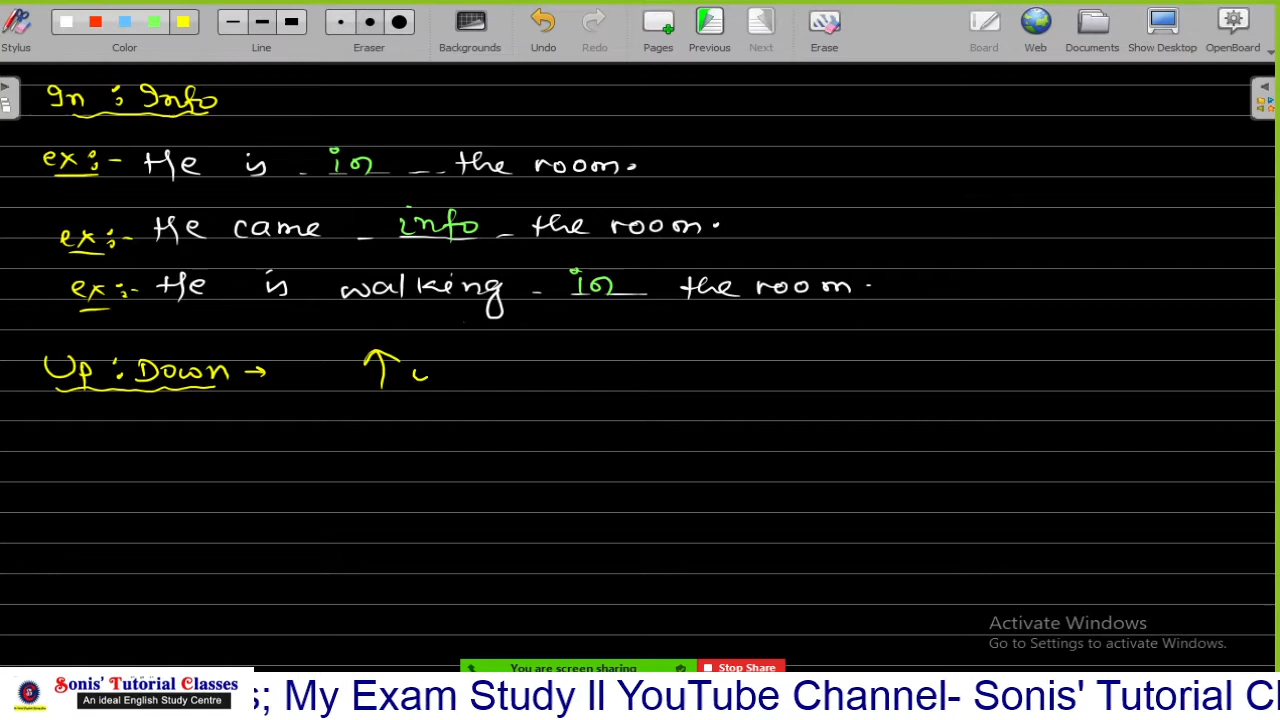 Stylus
Color
Line
Eraser
Backgrounds
Undo
Redo
Pages
Previous
Next
Erase
Board
Web
Documents
Show Desktop
OpenBoard
In : Info
ex :- He is in the room.
ex :- He came info the room.
ex :- He is walking in the room.
Up : Down → ↑
Activate Windows
Go to Settings to activate Windows.
You are screen sharing
Stop Share
Sonis' Tutorial Classes
An ideal English Study Centre
s; My Exam Study II YouTube Channel- Sonis' Tutorial Cl